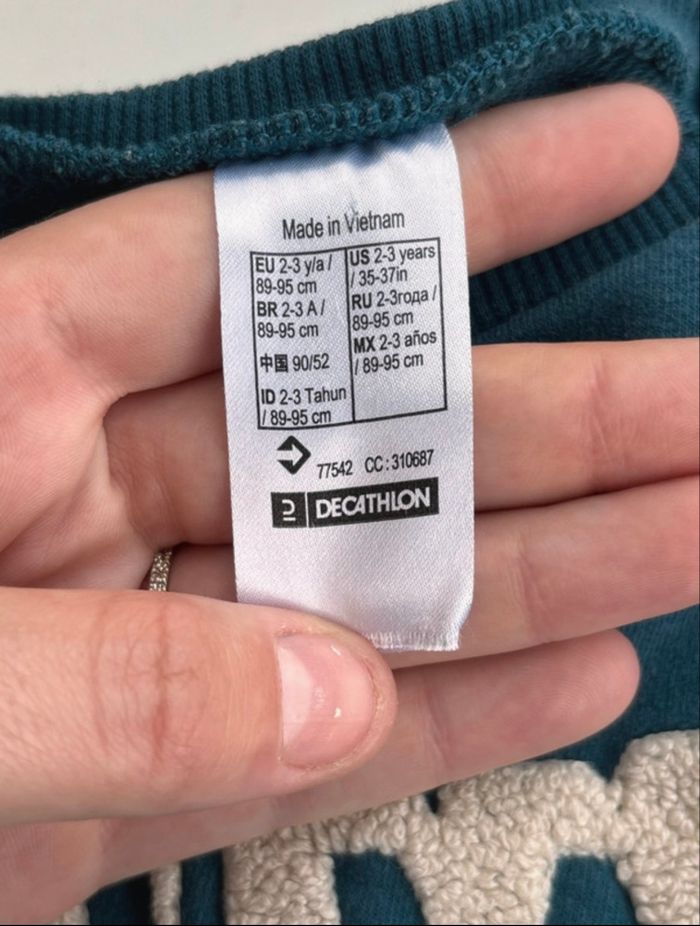 Made in Vietnam
EU 2-3 y/a /
89-95 cm
BR 2-3 A /
89-95 cm
中国 90/52
ID 2-3 Tahun
/ 89-95 cm
US 2-3 years
/ 35-37in
RU 2-3года /
89-95 cm
MX 2-3 años
/ 89-95 cm
77542 CC : 310687
DECATHLON